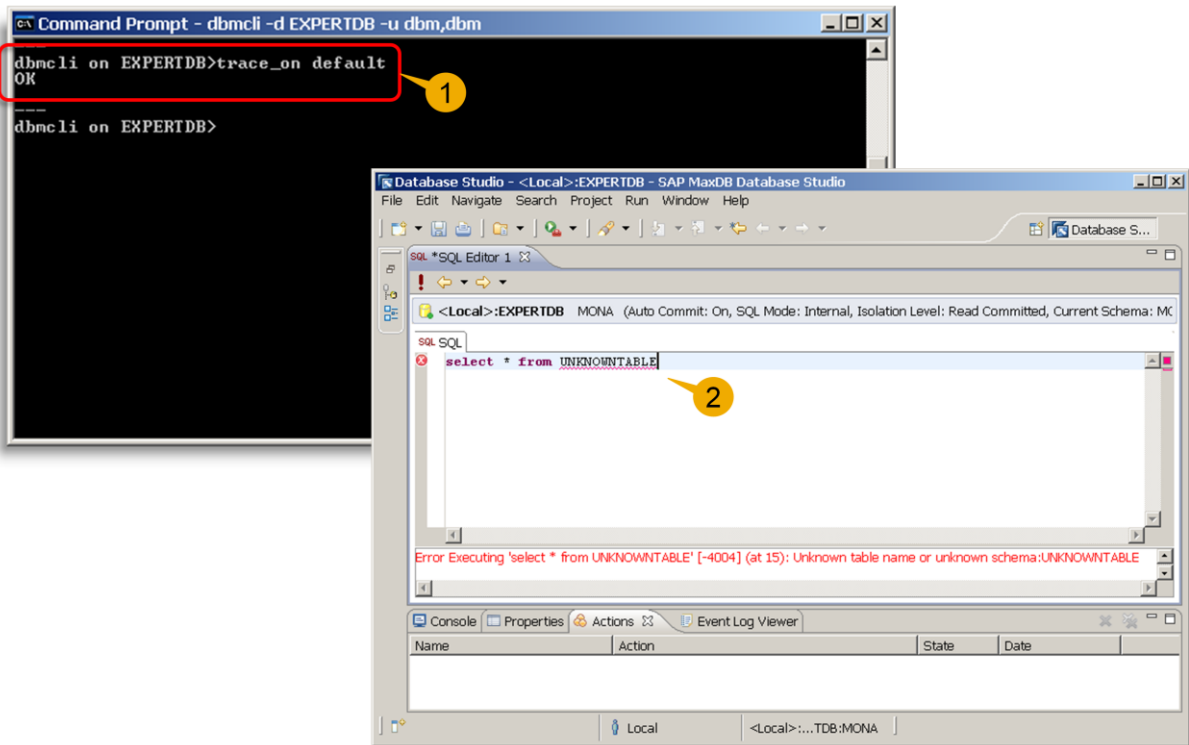 Command Prompt - dbmcli -d EXPERTDB -u dbm,dbm
---
dbmcli on EXPERTDB>trace_on default
OK
---
dbmcli on EXPERTDB>
1
Database Studio - <Local>:EXPERTDB - SAP MaxDB Database Studio
File Edit Navigate Search Project Run Window Help
Database S...
SQL *SQL Editor 1
<Local>:EXPERTDB MONA (Auto Commit: On, SQL Mode: Internal, Isolation Level: Read Committed, Current Schema: MO
SQL SQL
select * from UNKNOWNTABLE
2
Error Executing 'select * from UNKNOWNTABLE' [-4004] (at 15): Unknown table name or unknown schema:UNKNOWNTABLE
Console Properties Actions Event Log Viewer
Name Action State Date
Local <Local>:...TDB:MONA